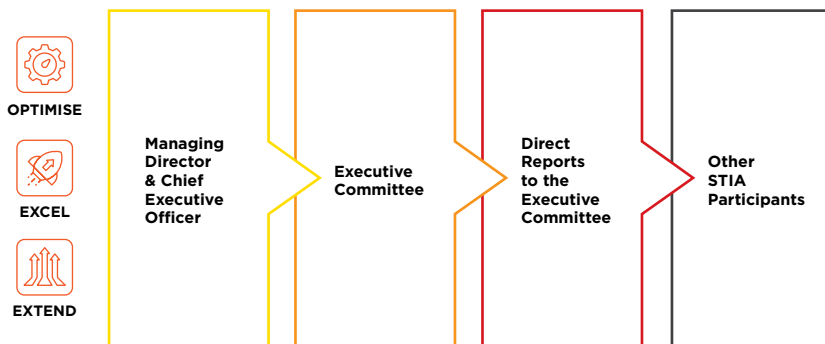 OPTIMISE
EXCEL
EXTEND
Managing
Director
& Chief
Executive
Officer
Executive
Committee
Direct
Reports
to the
Executive
Committee
Other
STIA
Participants